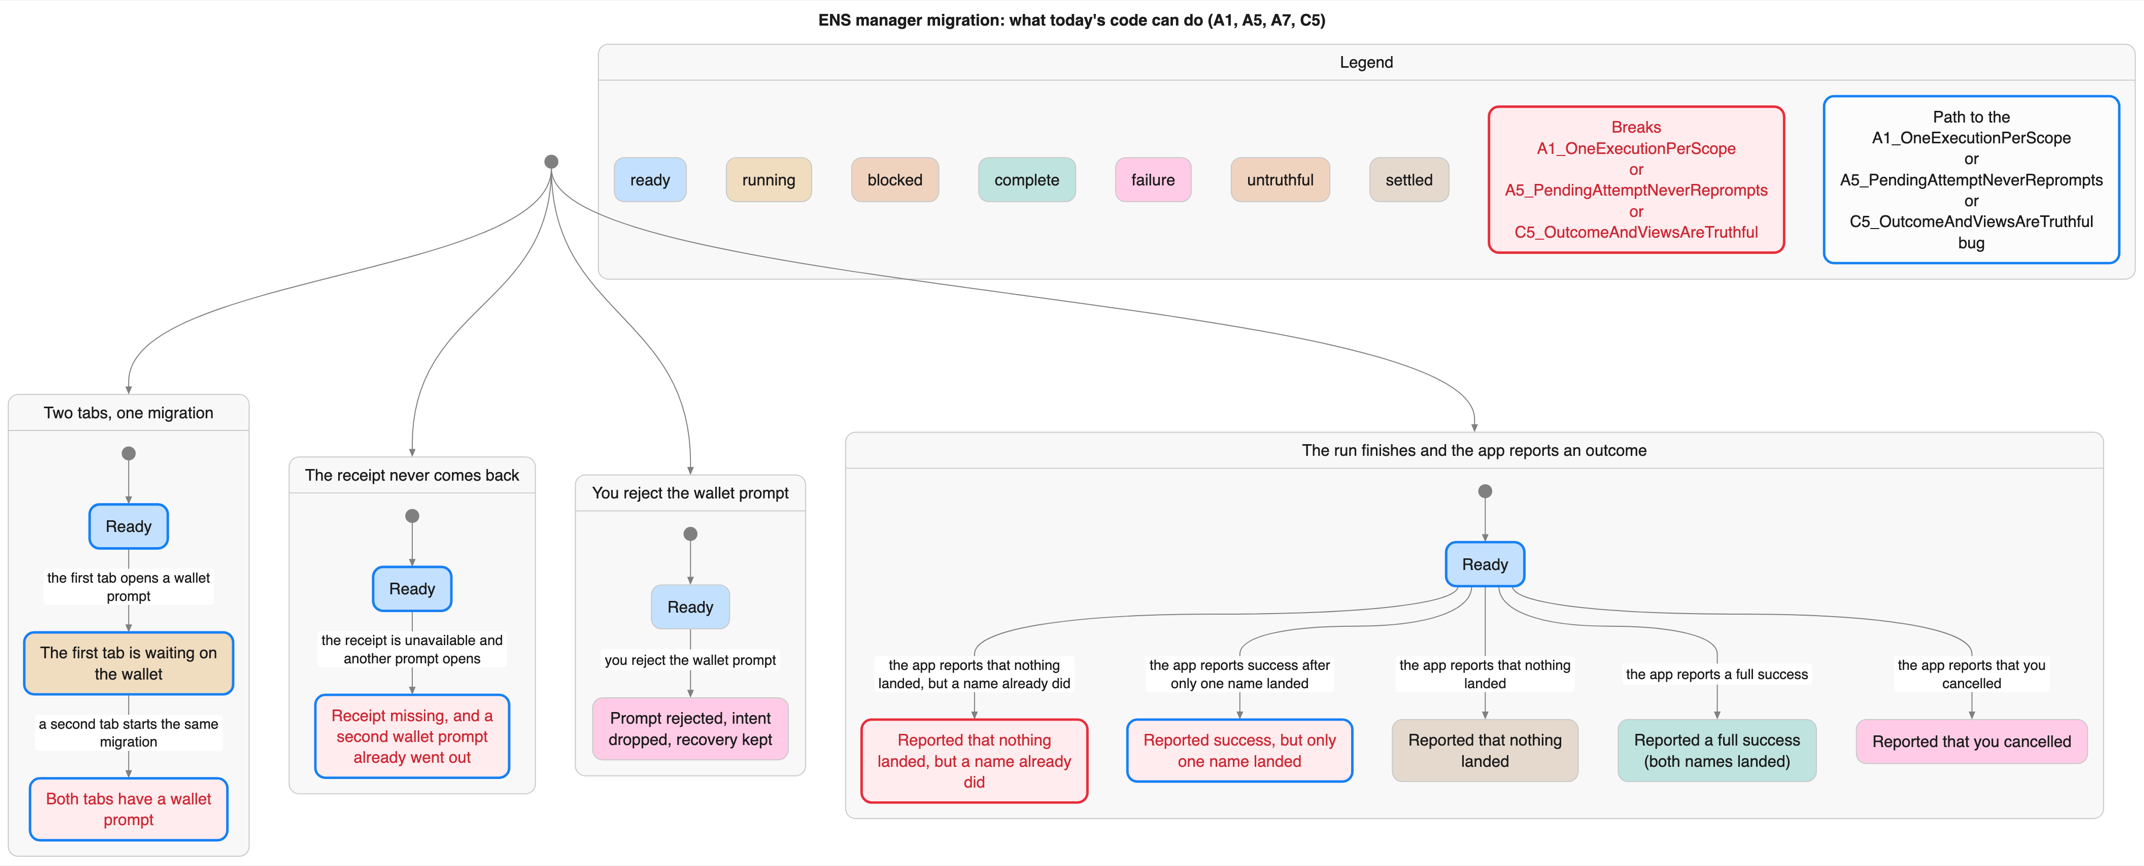 ENS manager migration: what today's code can do (A1, A5, A7, C5)
Legend
ready
running
blocked
complete
failure
untruthful
settled
Breaks
A1_OneExecutionPerScope
or
A5_PendingAttemptNeverReprompts
or
C5_OutcomeAndViewsAreTruthful
Path to the
A1_OneExecutionPerScope
or
A5_PendingAttemptNeverReprompts
or
C5_OutcomeAndViewsAreTruthful
bug
Two tabs, one migration
Ready
the first tab opens a wallet
prompt
The first tab is waiting on
the wallet
a second tab starts the same
migration
Both tabs have a wallet
prompt
The receipt never comes back
Ready
the receipt is unavailable and
another prompt opens
Receipt missing, and a
second wallet prompt
already went out
You reject the wallet prompt
Ready
you reject the wallet prompt
Prompt rejected, intent
dropped, recovery kept
The run finishes and the app reports an outcome
Ready
the app reports that nothing
landed, but a name already did
Reported that nothing
landed, but a name already
did
the app reports success after
only one name landed
Reported success, but only
one name landed
the app reports that nothing
landed
Reported that nothing
landed
the app reports a full success
Reported a full success
(both names landed)
the app reports that you
cancelled
Reported that you cancelled